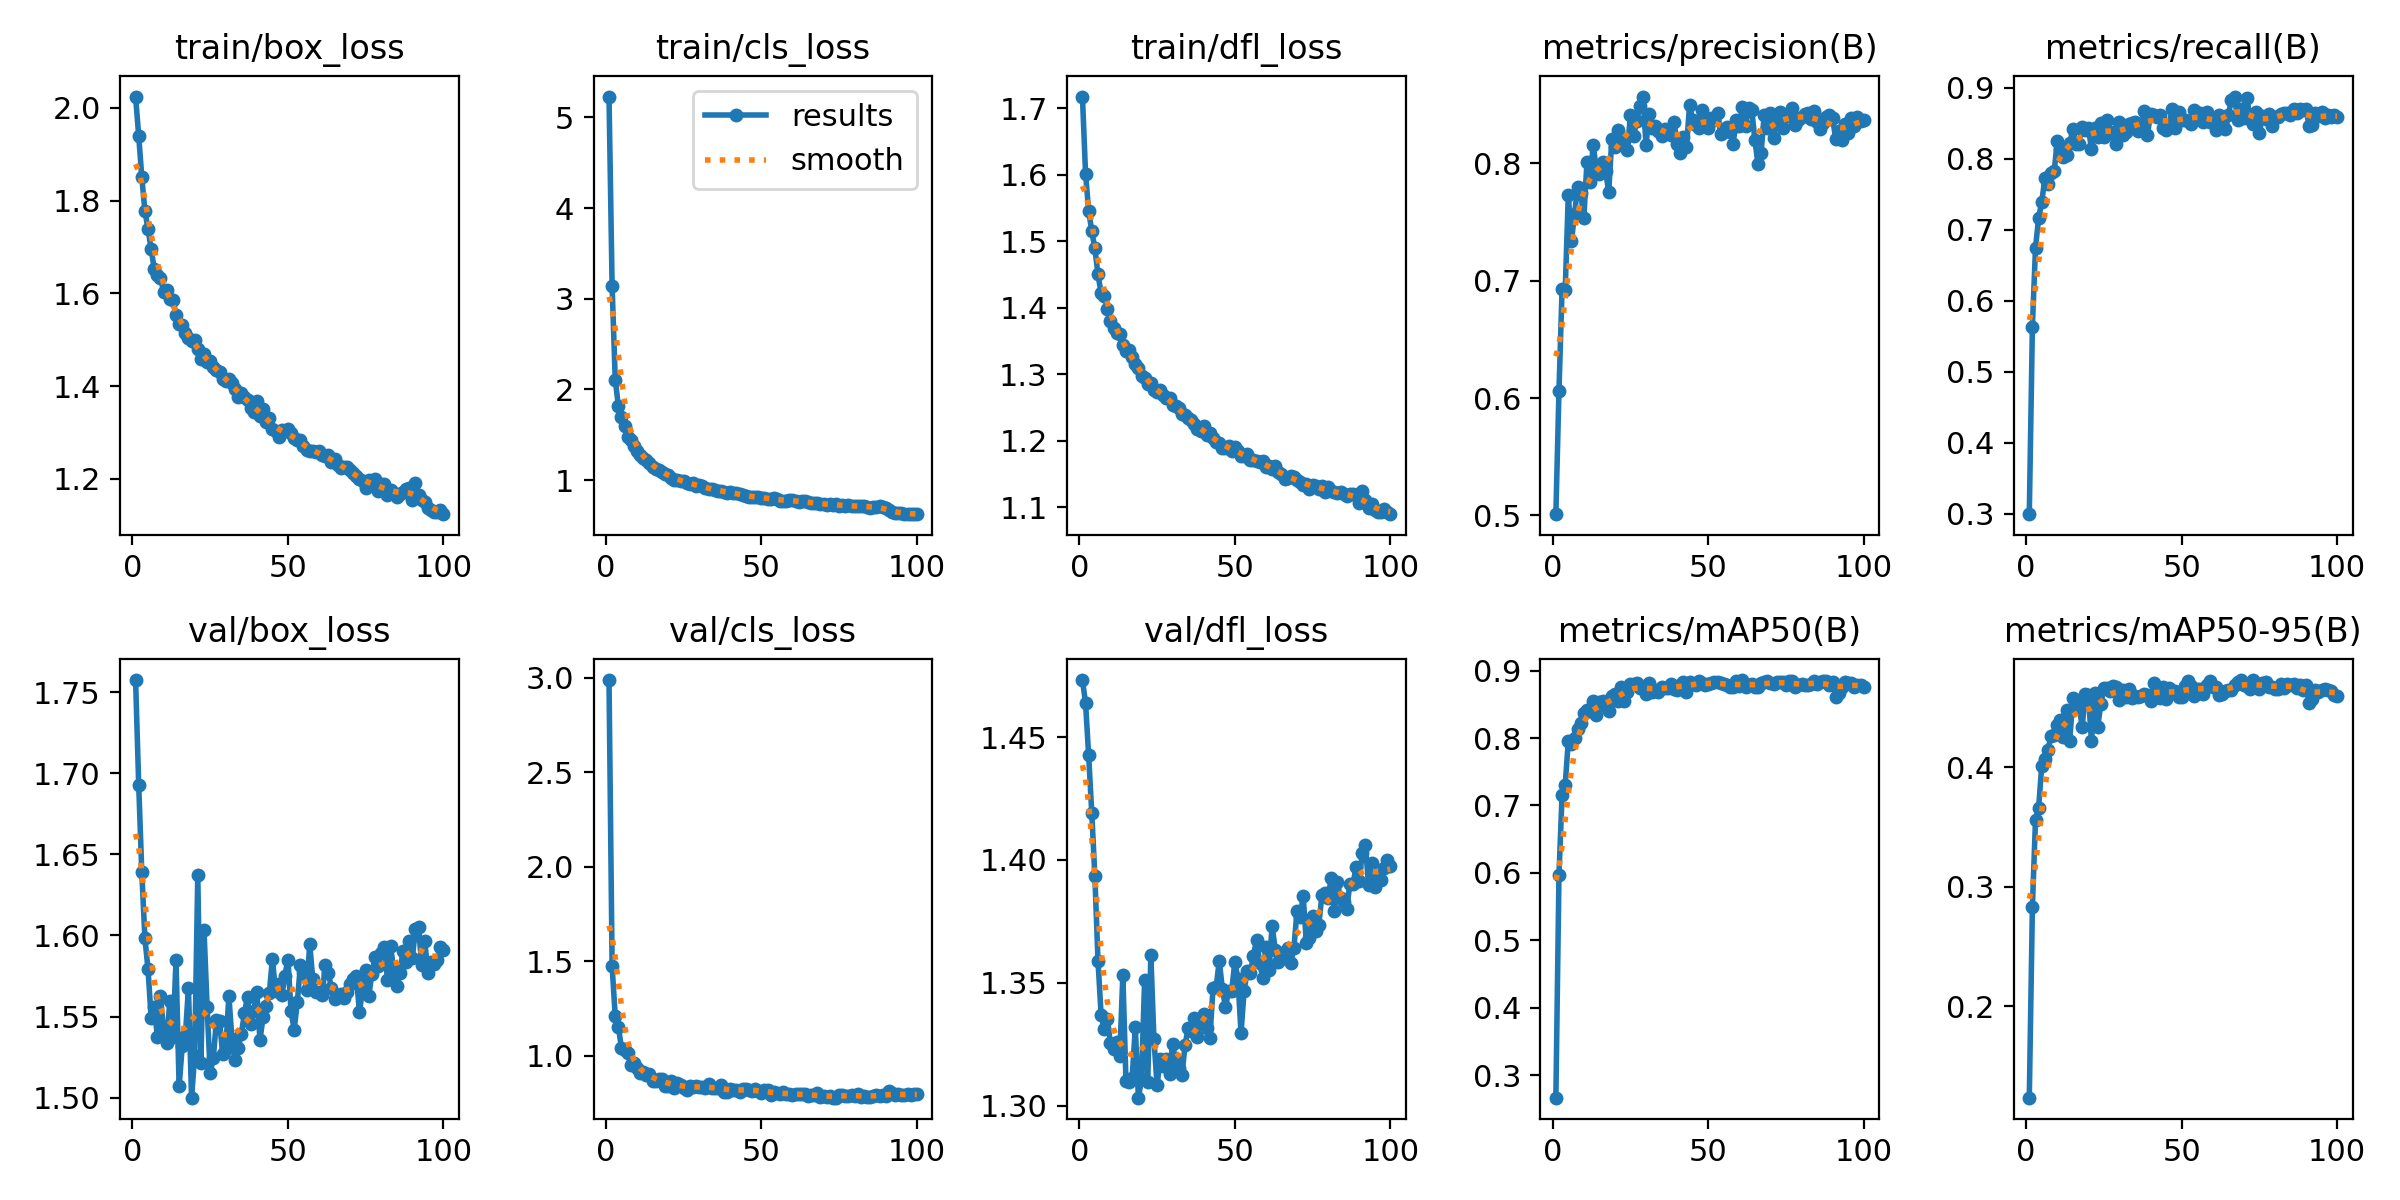 train/box_loss
2.0
1.8
1.6
1.4
1.2
0 50 100
train/cls_loss
results
smooth
5
4
3
2
1
0 50 100
train/dfl_loss
1.7
1.6
1.5
1.4
1.3
1.2
1.1
0 50 100
metrics/precision(B)
0.8
0.7
0.6
0.5
0 50 100
metrics/recall(B)
0.9
0.8
0.7
0.6
0.5
0.4
0.3
0 50 100
val/box_loss
1.75
1.70
1.65
1.60
1.55
1.50
0 50 100
val/cls_loss
3.0
2.5
2.0
1.5
1.0
0 50 100
val/dfl_loss
1.45
1.40
1.35
1.30
0 50 100
metrics/mAP50(B)
0.9
0.8
0.7
0.6
0.5
0.4
0.3
0 50 100
metrics/mAP50-95(B)
0.4
0.3
0.2
0 50 100